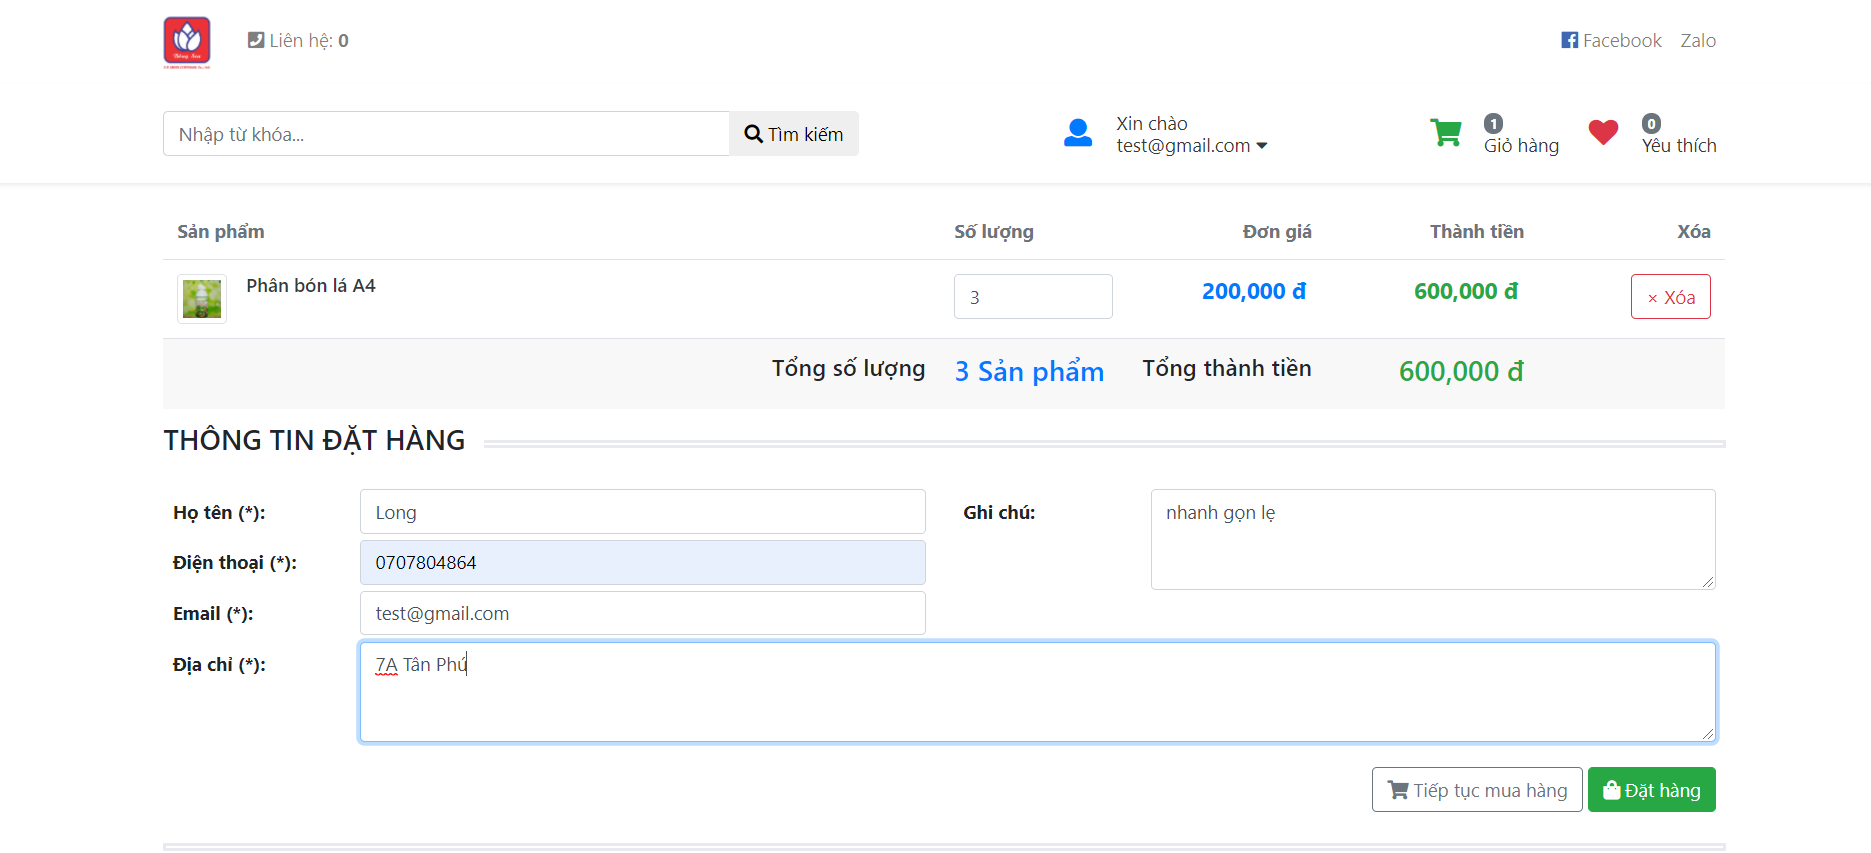 Liên hệ: 0
Facebook Zalo
Nhập từ khóa...
Tìm kiếm
Xin chào
test@gmail.com
1
Giỏ hàng
0
Yêu thích
Sản phẩm Số lượng Đơn giá Thành tiền Xóa
Phân bón lá A4 3 200,000 đ 600,000 đ × Xóa
Tổng số lượng 3 Sản phẩm Tổng thành tiền 600,000 đ
THÔNG TIN ĐẶT HÀNG
Họ tên (*): Long
Điện thoại (*): 0707804864
Email (*): test@gmail.com
Ghi chú: nhanh gọn lẹ
Địa chỉ (*): 7A Tân Phú
Tiếp tục mua hàng
Đặt hàng